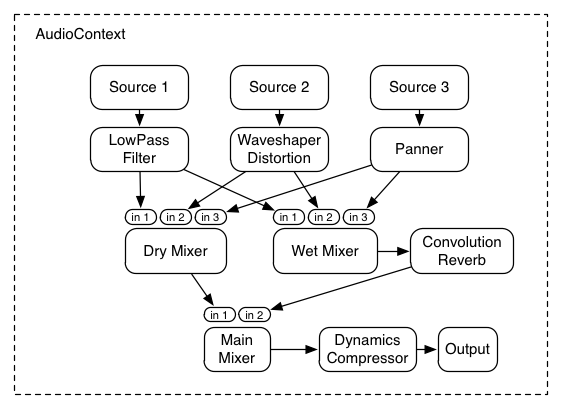 AudioContext
Source 1
Source 2
Source 3
LowPass
Filter
Waveshaper
Distortion
Panner
in 1
in 2
in 3
in 1
in 2
in 3
Dry Mixer
Wet Mixer
Convolution
Reverb
in 1
in 2
Main
Mixer
Dynamics
Compressor
Output